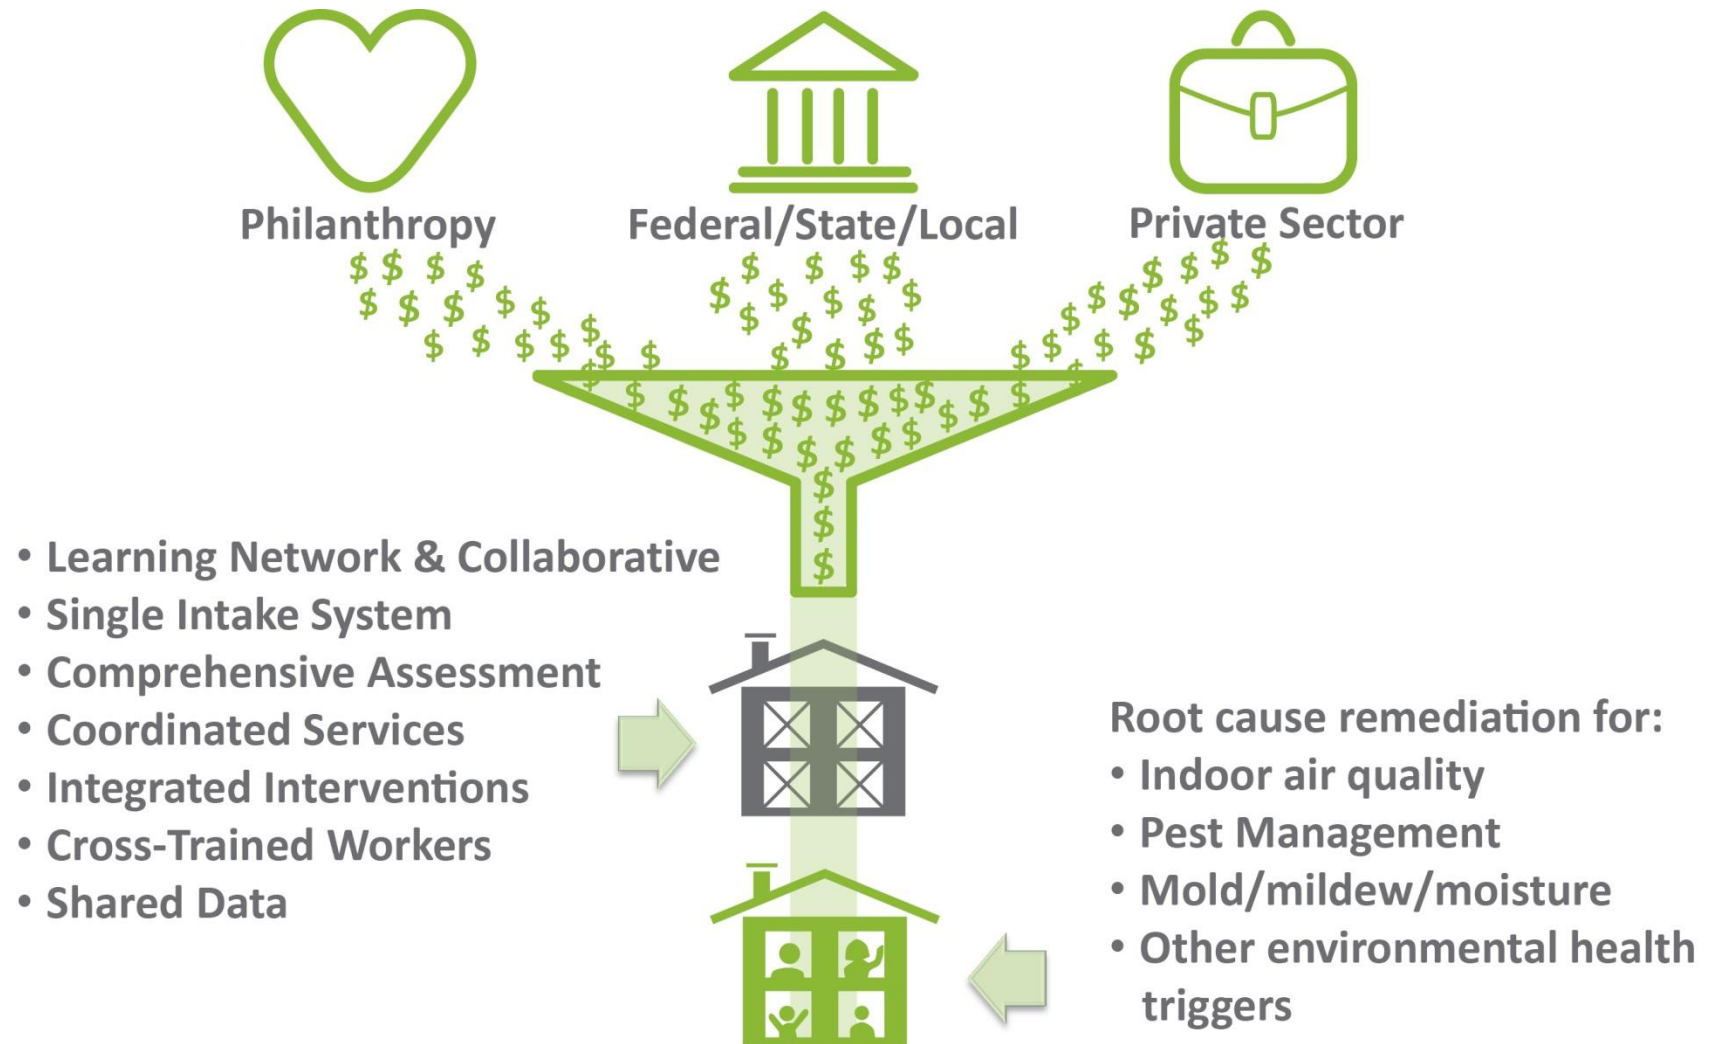 Philanthropy
Federal/State/Local
Private Sector
• Learning Network & Collaborative
• Single Intake System
• Comprehensive Assessment
• Coordinated Services
• Integrated Interventions
• Cross-Trained Workers
• Shared Data
Root cause remediation for:
• Indoor air quality
• Pest Management
• Mold/mildew/moisture
• Other environmental health
triggers